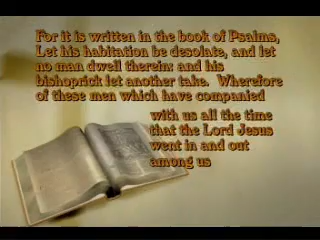 For it is written in the book of Psalms,
Let his habitation be desolate, and let
no man dwell therein: and his
bishoprick let another take. Wherefore
of these men which have companied
with us all the time
that the Lord Jesus
went in and out
among us